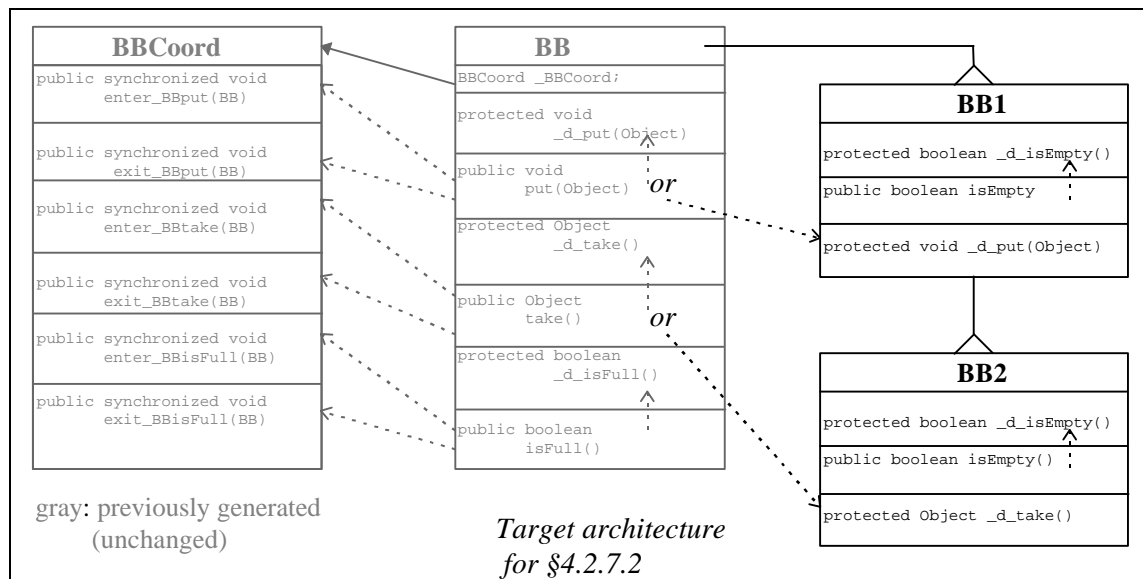 BBCoord
public synchronized void
enter_BBput(BB)
public synchronized void
exit_BBput(BB)
public synchronized void
enter_BBtake(BB)
public synchronized void
exit_BBtake(BB)
public synchronized void
enter_BBisFull(BB)
public synchronized void
exit_BBisFull(BB)
BB
BBCoord _BBCoord;
protected void
_d_put(Object)
public void
put(Object)
or
protected Object
_d_take()
public Object
take()
or
protected boolean
_d_isFull()
public boolean
isFull()
BB1
protected boolean _d_isEmpty()
public boolean isEmpty
protected void _d_put(Object)
BB2
protected boolean _d_isEmpty()
public boolean isEmpty()
protected Object _d_take()
gray: previously generated
(unchanged)
Target architecture
for §4.2.7.2